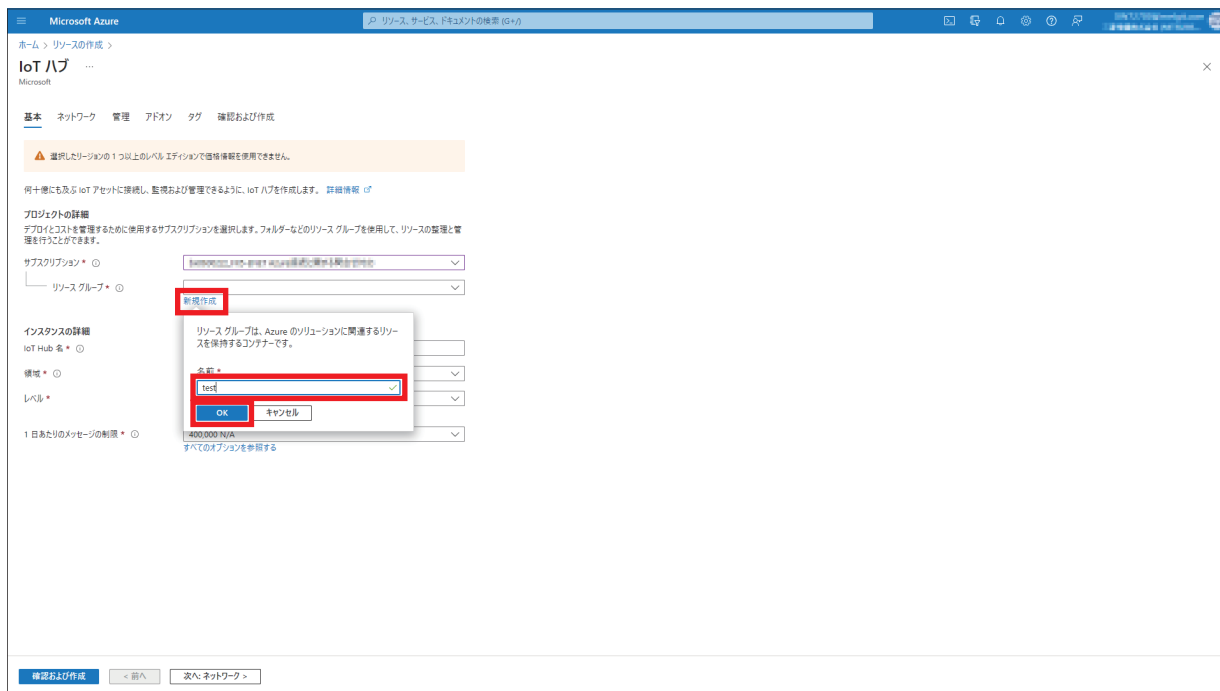 Microsoft Azure
リソース、サービス、ドキュメントの検索 (G+/)
ホーム > リソースの作成 >
IoT ハブ ...
Microsoft
基本 ネットワーク 管理 アドオン タグ 確認および作成
選択したリージョンの 1 つ以上のレベル エディションで価格情報を使用できません。
何十億にも及ぶ IoT アセットに接続し、監視および管理できるように、IoT ハブを作成します。 詳細情報
プロジェクトの詳細
デプロイとコストを管理するために使用するサブスクリプションを選択します。フォルダーなどのリソース グループを使用して、リソースの整理と管
理を行うことができます。
サブスクリプション *
リソース グループ *
新規作成
リソース グループは、Azure のソリューションに関連するリソー
スを保持するコンテナーです。
名前 *
test
OK キャンセル
インスタンスの詳細
IoT Hub 名 *
領域 *
レベル *
1 日あたりのメッセージの制限 * 400,000 N/A
すべてのオプションを参照する
確認および作成 < 前へ 次へ: ネットワーク >